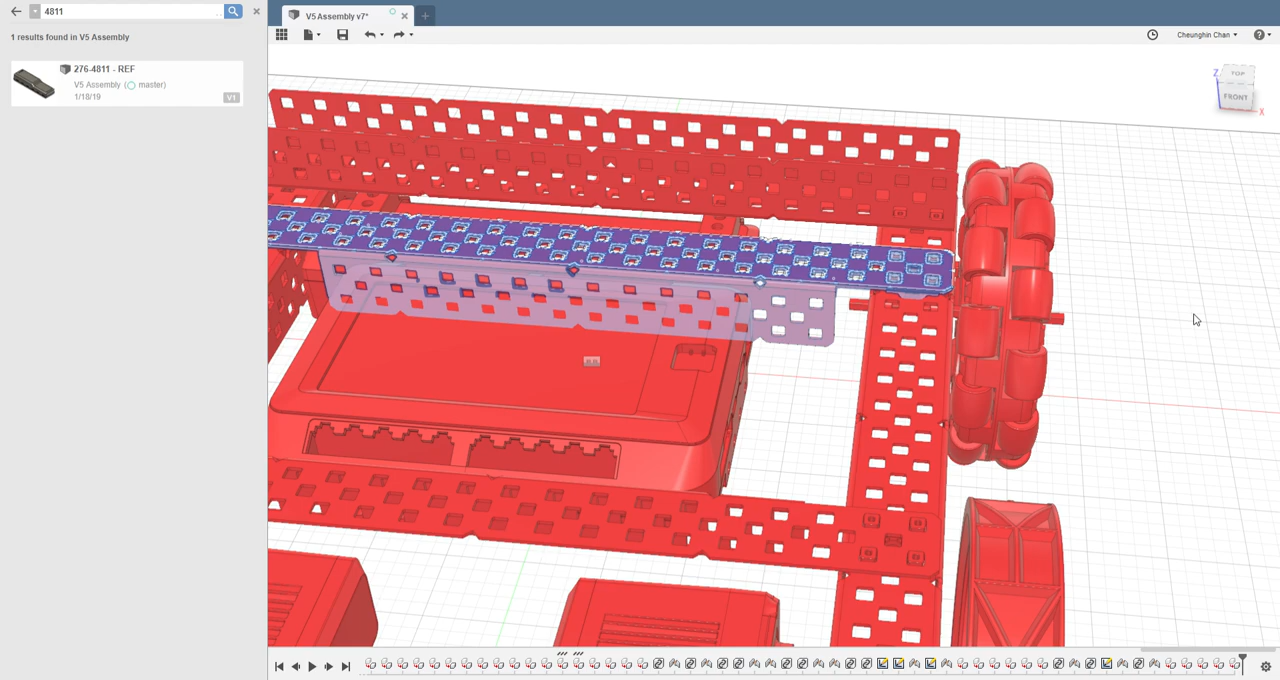 4811
1 results found in V5 Assembly
276-4811 - REF
V5 Assembly (master)
1/18/19
V1
V5 Assembly v7*
Cheunghin Chan
TOP
FRONT
Z
X